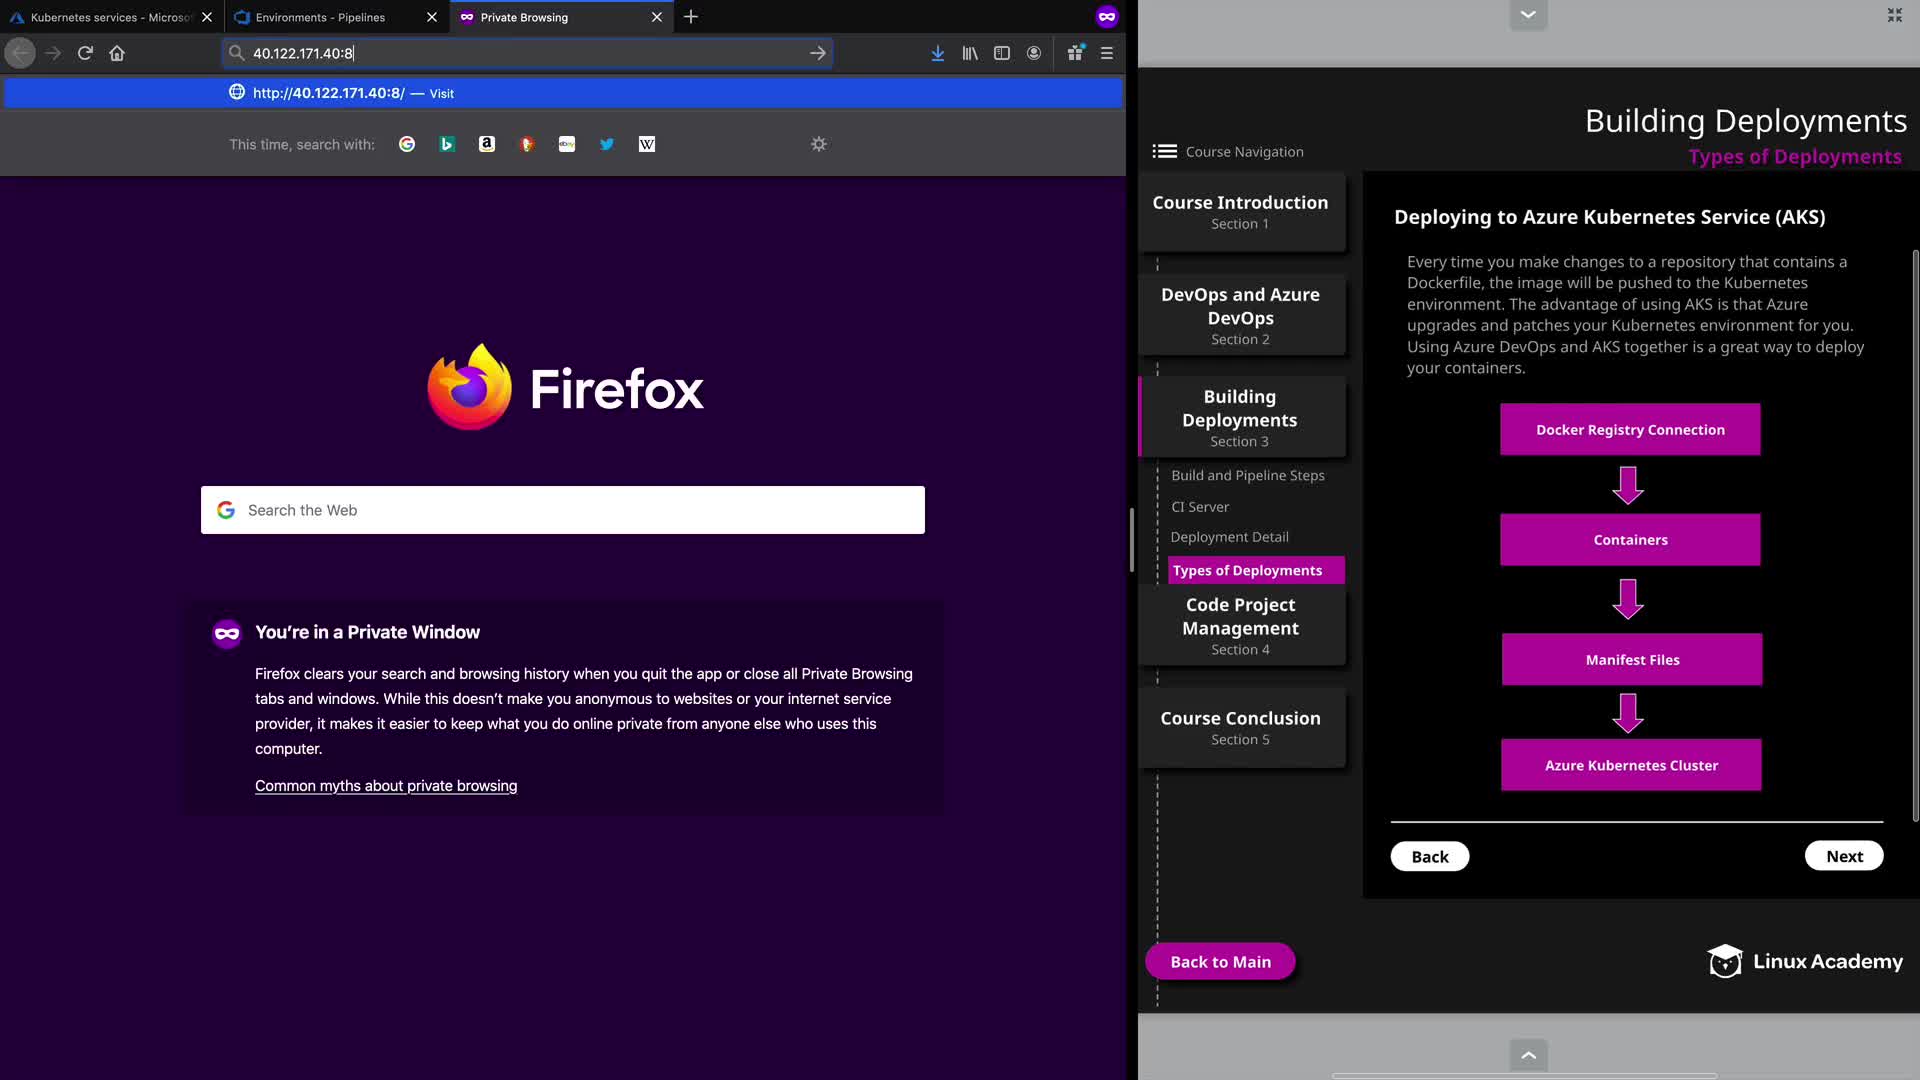 Kubernetes services - Micros
Environments - Pipelines
Private Browsing
40.122.171.40:8
http://40.122.171.40:8/ — Visit
This time, search with:
Firefox
Search the Web
You're in a Private Window
Firefox clears your search and browsing history when you quit the app or close all Private Browsing
tabs and windows. While this doesn't make you anonymous to websites or your internet service
provider, it makes it easier to keep what you do online private from anyone else who uses this
computer.
Common myths about private browsing
Building Deployments
Types of Deployments
Course Navigation
Course Introduction
Section 1
DevOps and Azure
DevOps
Section 2
Building
Deployments
Section 3
Build and Pipeline Steps
CI Server
Deployment Detail
Types of Deployments
Code Project
Management
Section 4
Course Conclusion
Section 5
Back to Main
Deploying to Azure Kubernetes Service (AKS)
Every time you make changes to a repository that contains a
Dockerfile, the image will be pushed to the Kubernetes
environment. The advantage of using AKS is that Azure
upgrades and patches your Kubernetes environment for you.
Using Azure DevOps and AKS together is a great way to deploy
your containers.
Docker Registry Connection
Containers
Manifest Files
Azure Kubernetes Cluster
Back
Next
Linux Academy